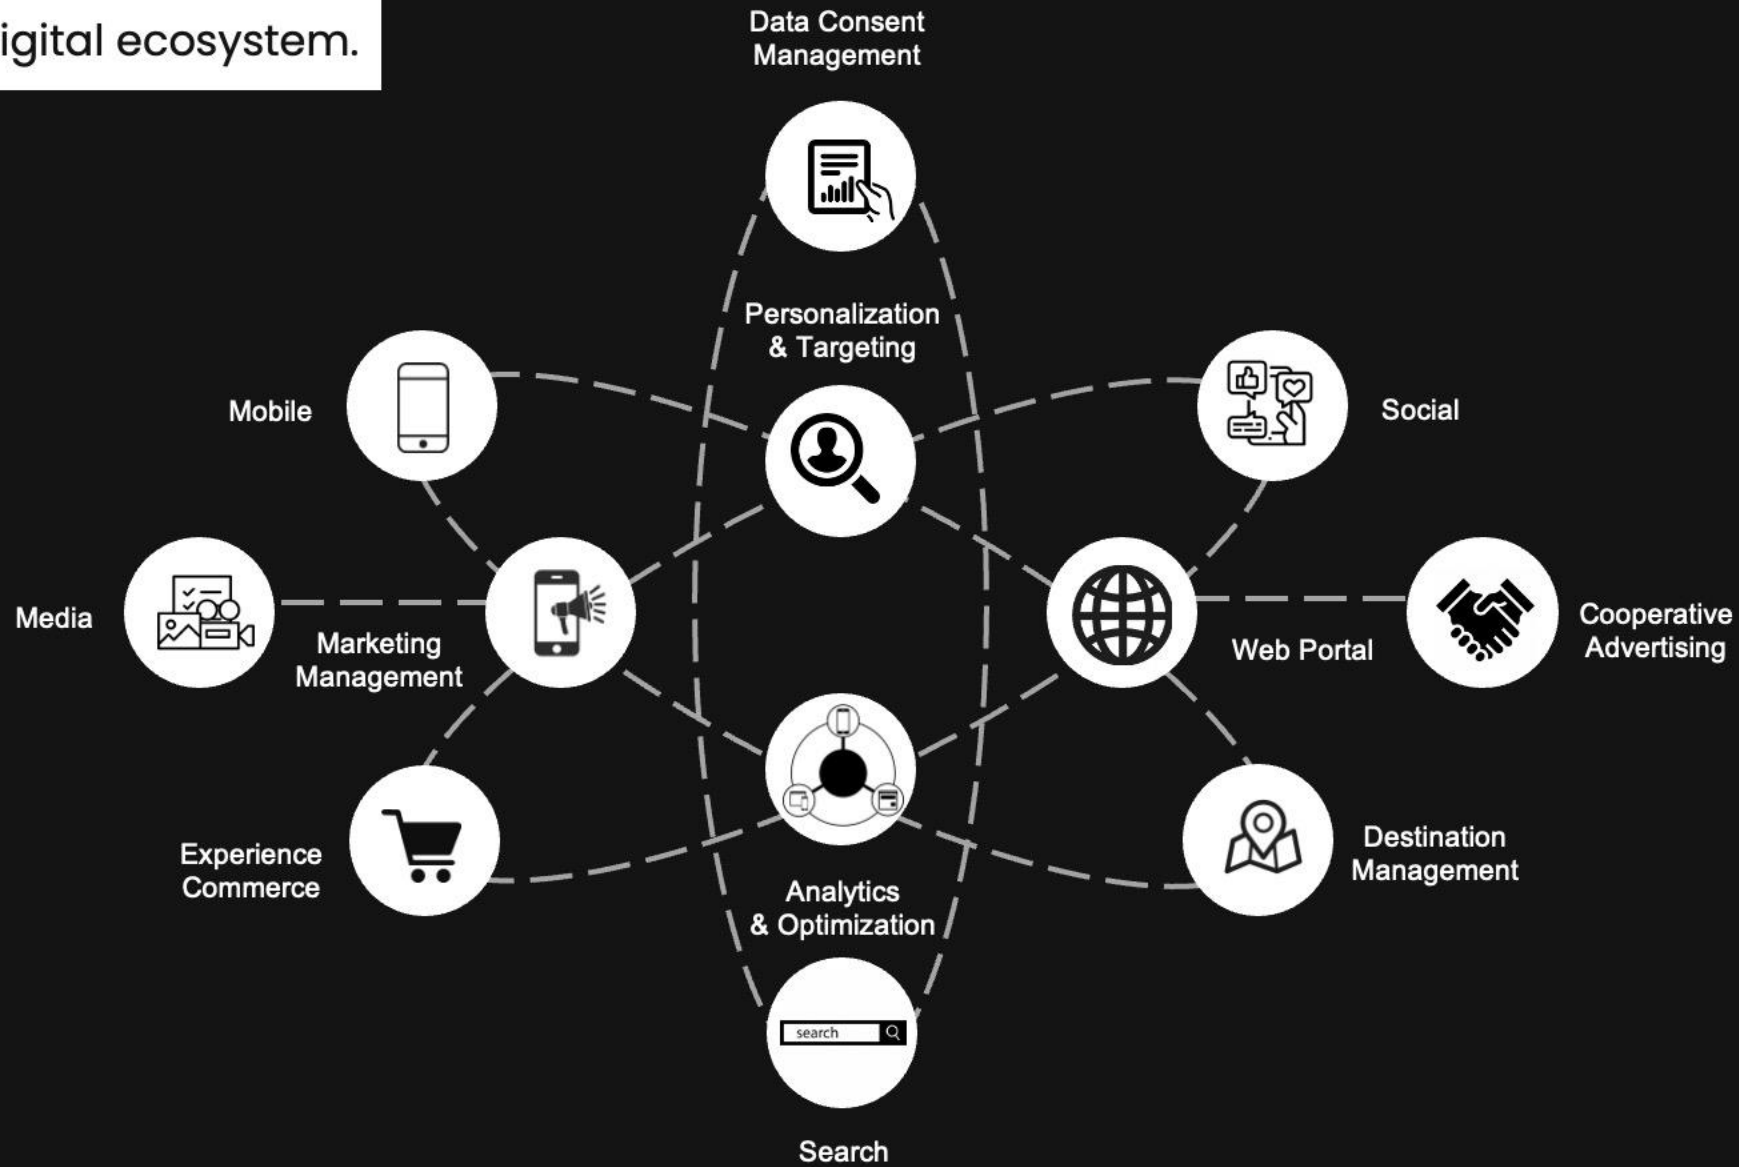 igital ecosystem.
Data Consent
Management
Personalization
& Targeting
Mobile
Social
Media
Marketing
Management
Web Portal
Cooperative
Advertising
Experience
Commerce
Destination
Management
Analytics
& Optimization
search
Search